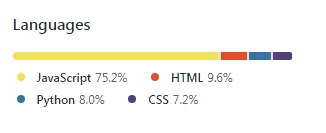 Languages
JavaScript 75.2% HTML 9.6%
Python 8.0% CSS 7.2%